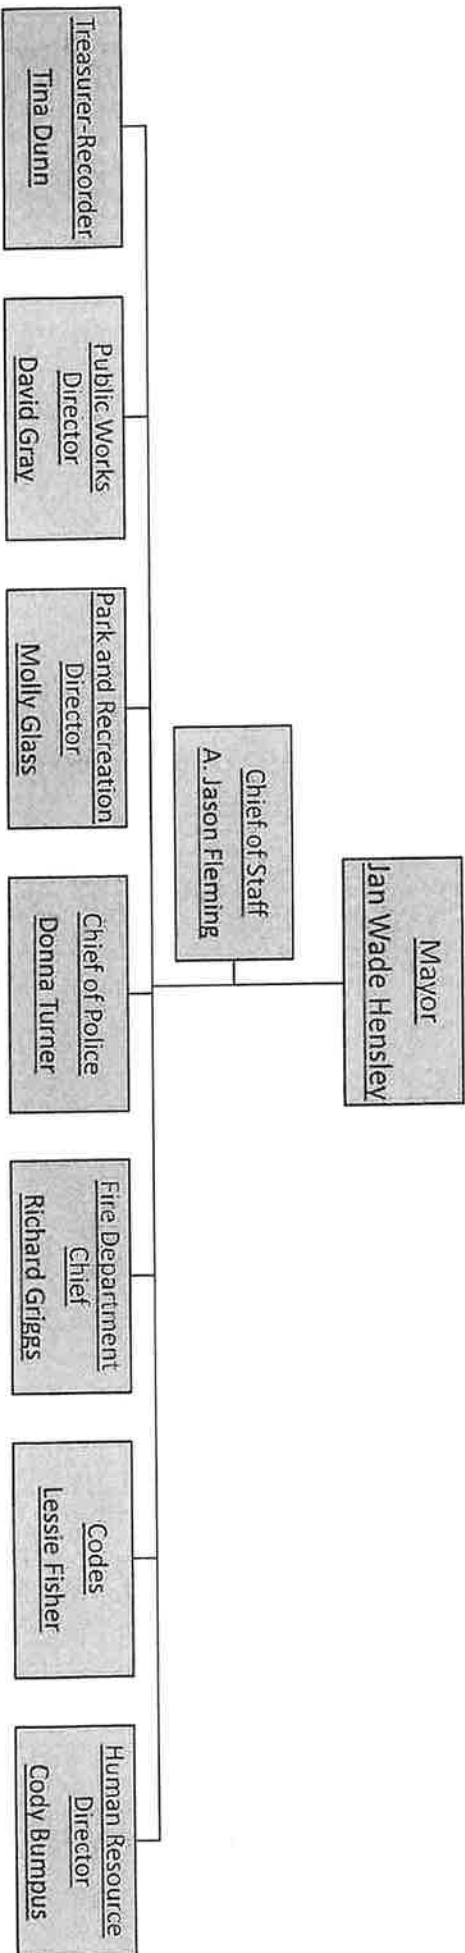 Mayor
Jan Wade Hensley
Chief of Staff
A. Jason Fleming
Treasurer-Recorder
Tina Dunn
Public Works
Director
David Gray
Park and Recreation
Director
Molly Glass
Chief of Police
Donna Turner
Fire Department
Chief
Richard Griggs
Codes
Lessie Fisher
Human Resource
Director
Cody Bumpus